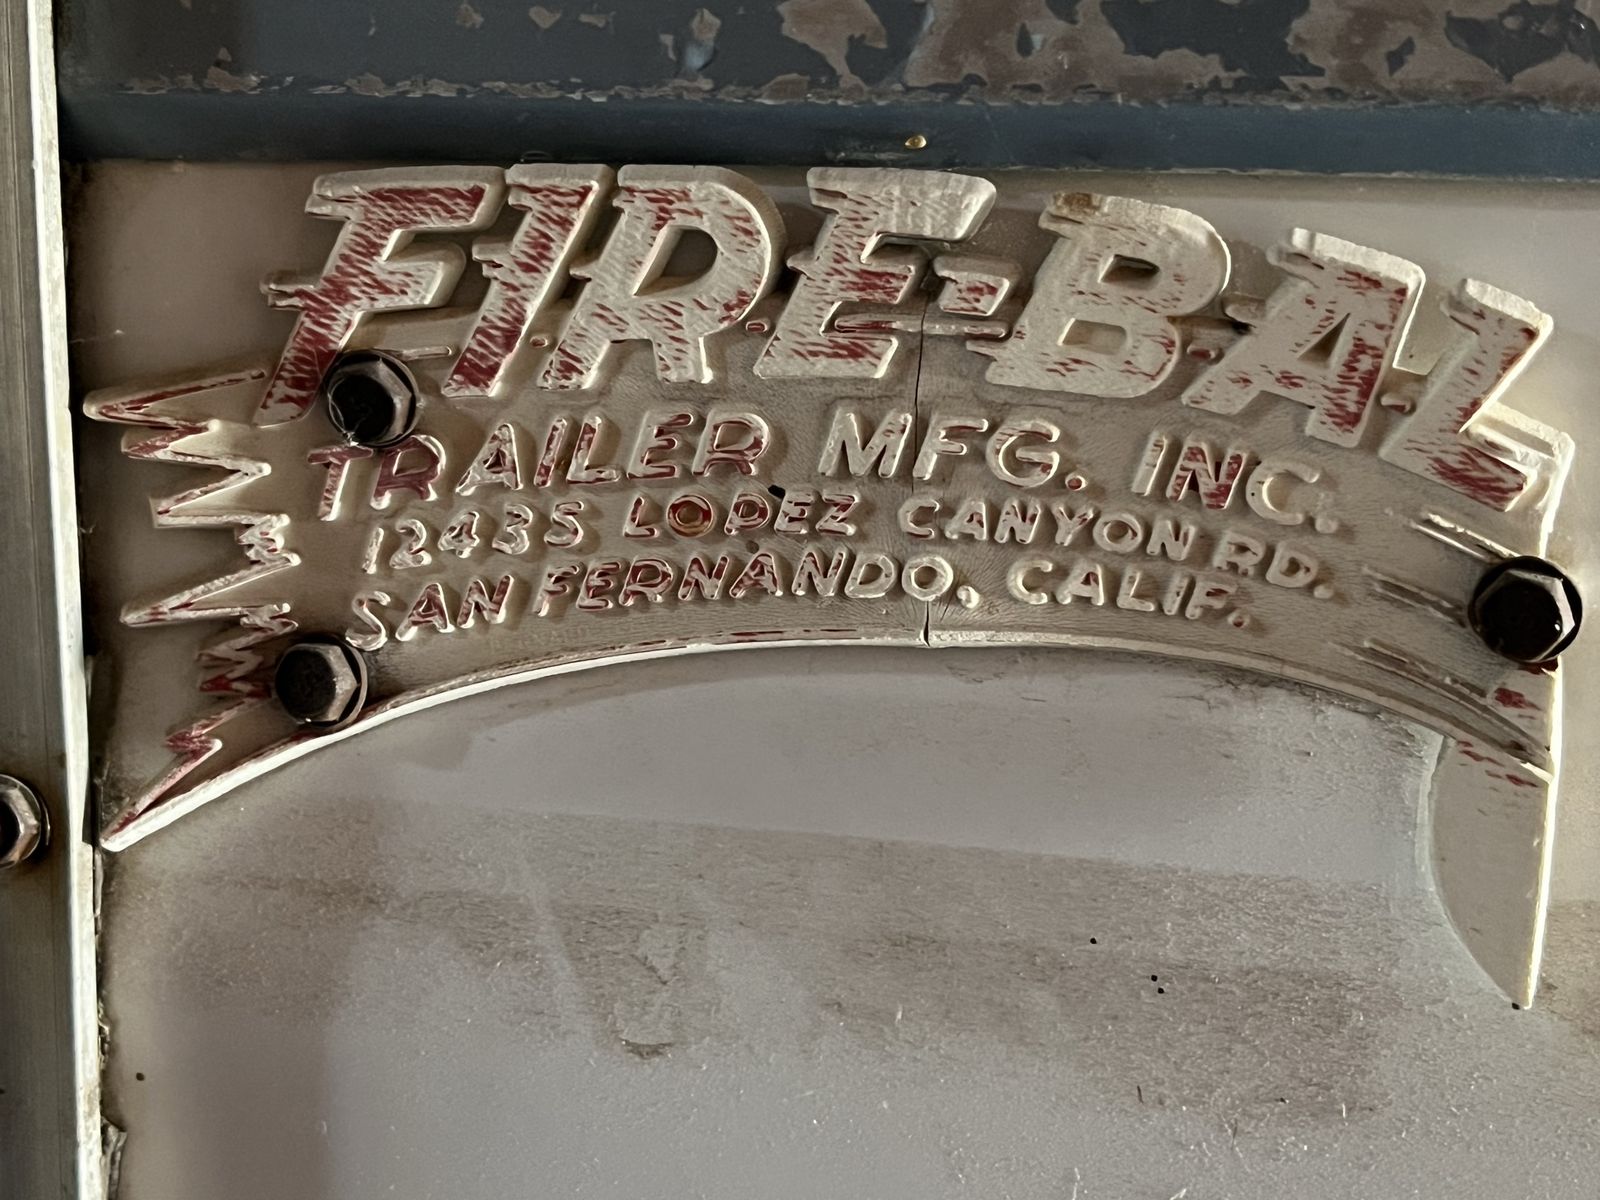 FIRE-BAL
TRAILER MFG. INC.
12435 LOPEZ CANYON RD.
SAN FERNANDO, CALIF.